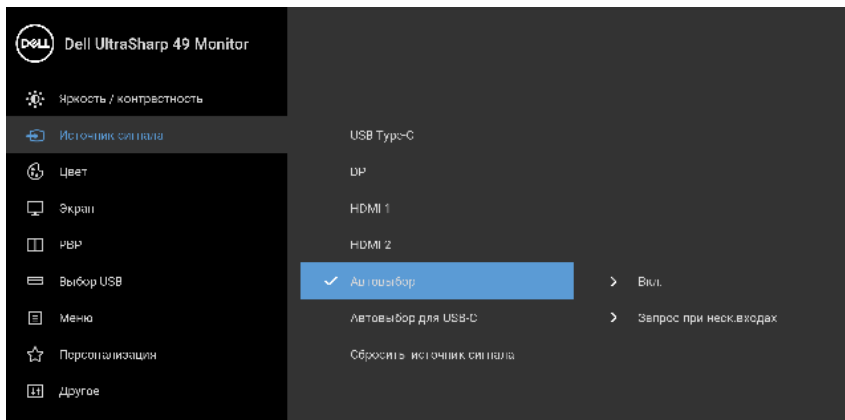 DELL Dell UltraSharp 49 Monitor
Яркость / контрастность
Источник сигнала
USB Type-C
Цвет
DP
Экран
HDMI 1
PBP
HDMI 2
Выбор USB
Автовыбор
Вкл.
Меню
Автовыбор для USB-C
Запрос при неск.входах
Персонализация
Сбросить источник сигнала
Другое